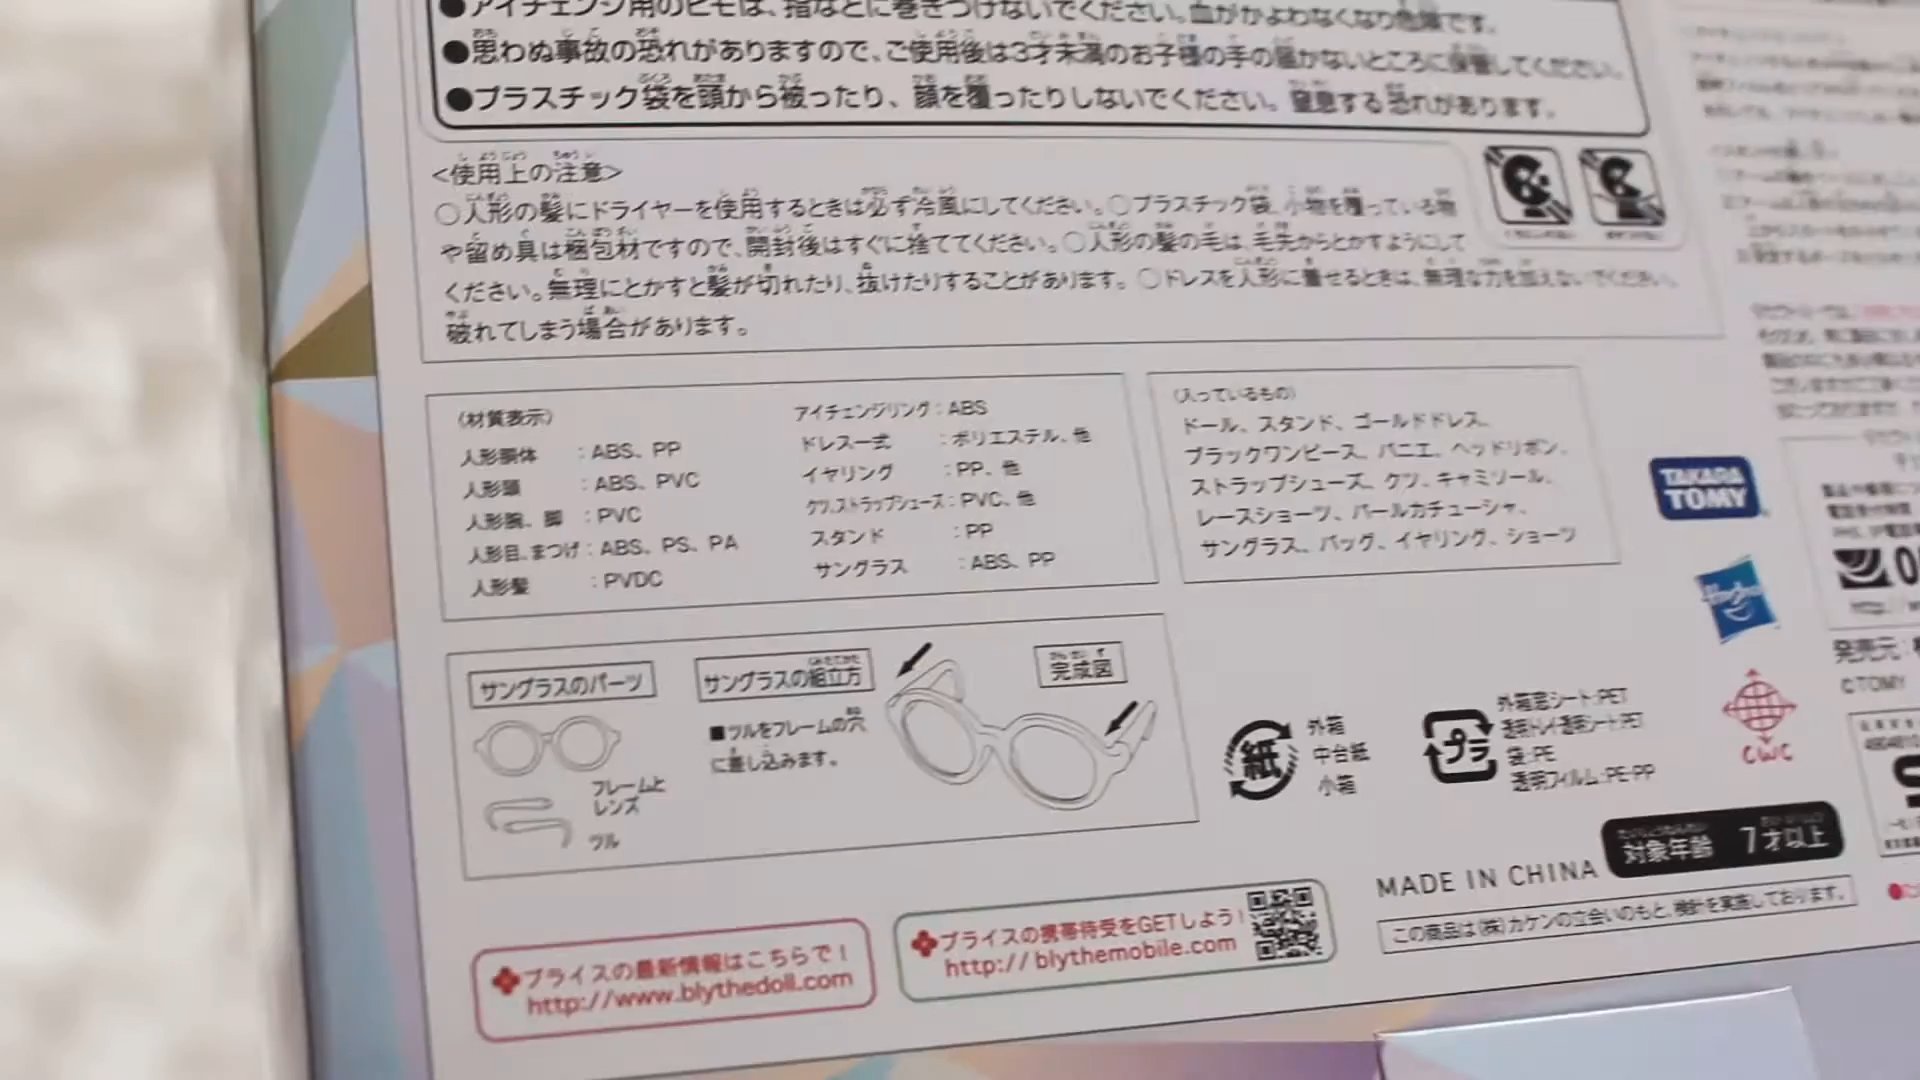 ●アイチェンジ用のヒモは、指などに巻きつけないでください。血がかよわなくなり危険です。
●思わぬ事故の恐れがありますので、ご使用後は3才未満のお子様の手の届かないところに保管してください。
●プラスチック袋を頭から被ったり、顔を覆ったりしないでください。窒息する恐れがあります。
<使用上の注意>
○人形の髪にドライヤーを使用するときは必ず冷風にしてください。○プラスチック袋、小物を覆っている物
や留め具は梱包材ですので、開封後はすぐに捨ててください。○人形の髪の毛は、毛先からとかすようにして
ください。無理にとかすと髪が切れたり、抜けたりすることがあります。○ドレスを人形に着せるときは、無理な力を加えないでください。
破れてしまう場合があります。
〈材質表示〉
人形胴体 : ABS、PP
人形頭 : ABS、PVC
人形腕、脚 : PVC
人形目、まつげ : ABS、PS、PA
人形髪 : PVDC
アイチェンジリング : ABS
ドレス一式 : ポリエステル、他
イヤリング : PP、他
クツ、ストラップシューズ : PVC、他
スタンド : PP
サングラス : ABS、PP
〈入っているもの〉
ドール、スタンド、ゴールドドレス、
ブラックワンピース、パニエ、ヘッドリボン、
ストラップシューズ、クツ、キャミソール、
レースショーツ、パールカチューシャ、
サングラス、バッグ、イヤリング、ショーツ
TAKARA
TOMY
Hasbro
CWC
サングラスのパーツ
フレームと
レンズ
ツル
サングラスの組立方
■ツルをフレームの穴
に差し込みます。
完成図
紙
外箱
中台紙
小箱
プラ
外箱窓シート:PET
透明トレイ透明シート:PET
袋:PE
透明フィルム:PE・PP
対象年齢 7才以上
MADE IN CHINA
この商品は(株)カケンの立会いのもと、検針を実施しております。
ブライスの最新情報はこちらで！
http://www.blythedoll.com
ブライスの携帯待受をGETしよう！
http://blythemobile.com
発売元:
©TOMY